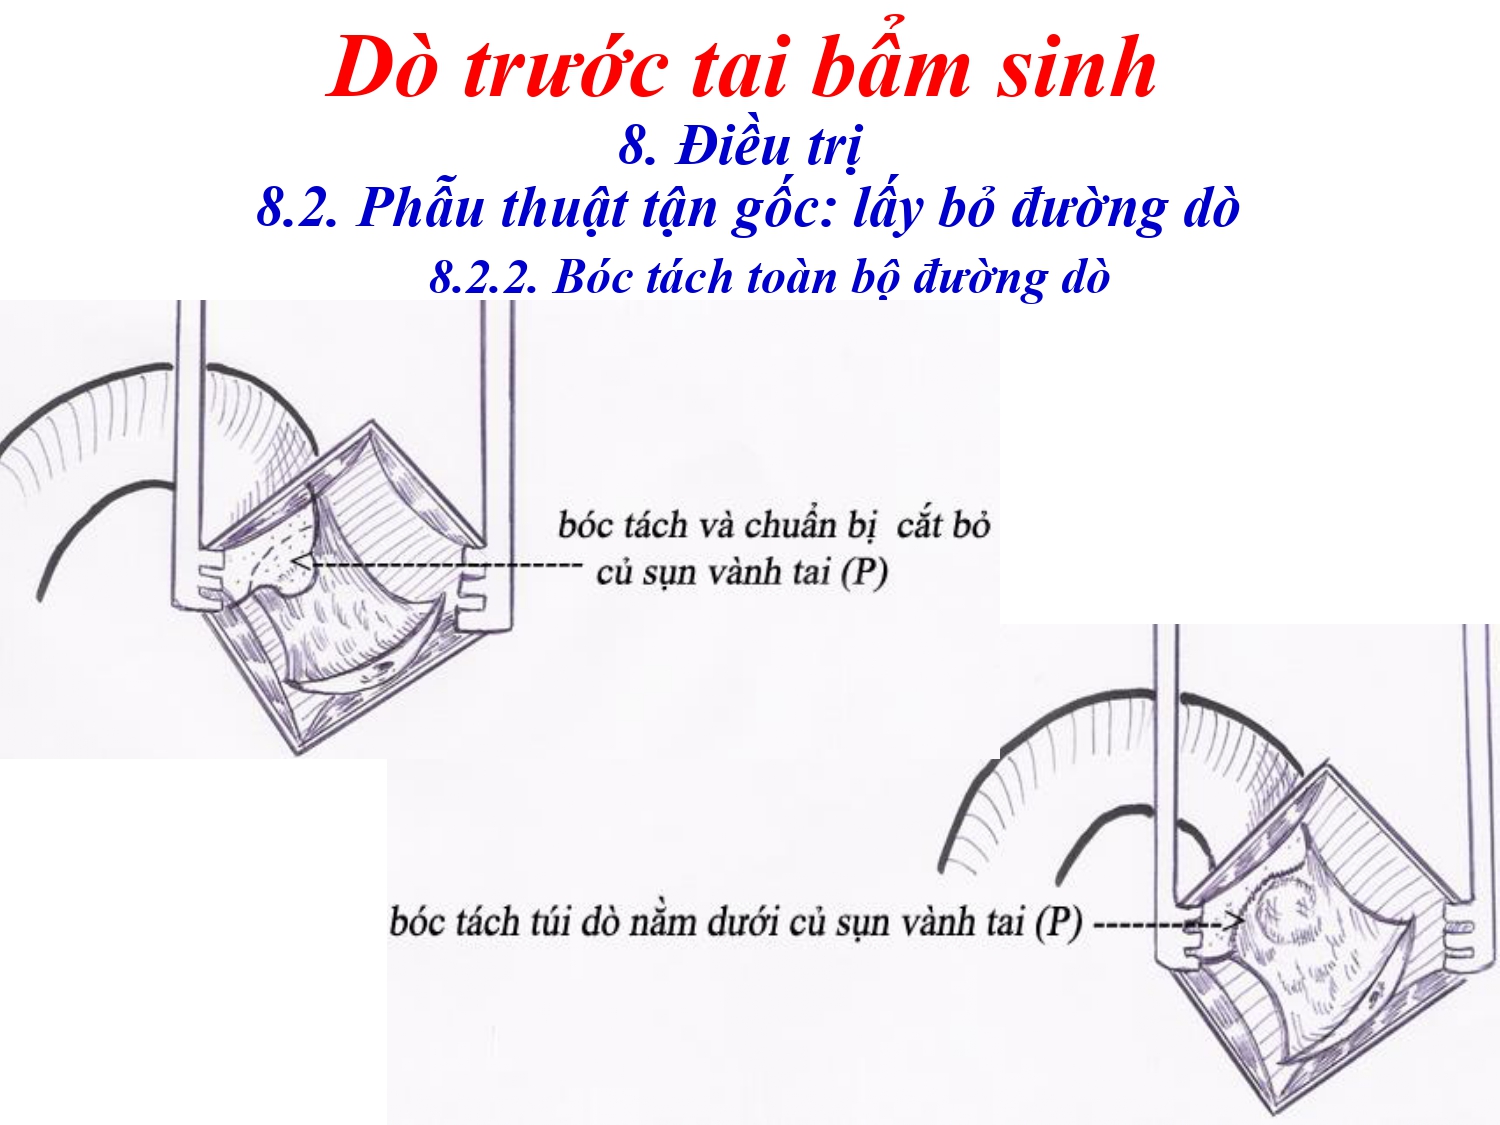 Dò trước tai bẩm sinh
8. Điều trị
8.2. Phẫu thuật tận gốc: lấy bỏ đường dò
8.2.2. Bóc tách toàn bộ đường dò
bóc tách và chuẩn bị cắt bỏ
<--------------------- củ sụn vành tai (P)
bóc tách túi dò nằm dưới củ sụn vành tai (P) ---------->